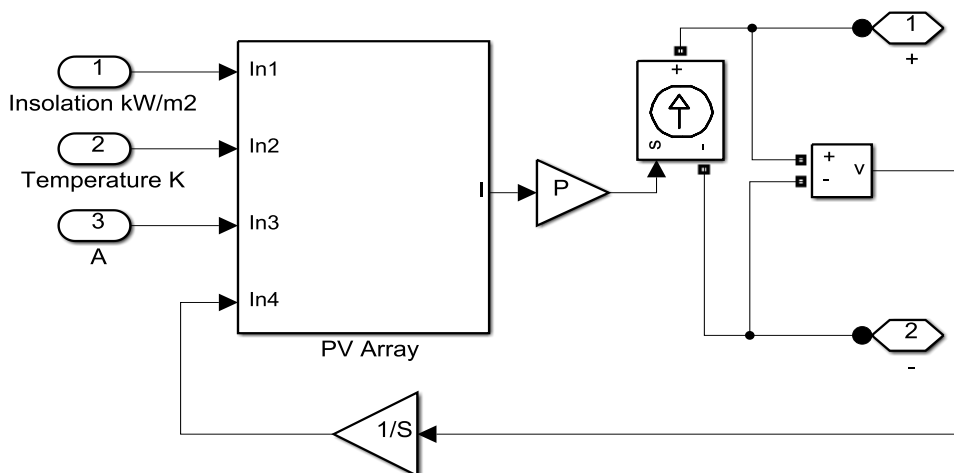 1
Insolation kW/m2
2
Temperature K
3
A
In1
In2
In3
In4
I
PV Array
P
+
s
-
+
-
v
1
+
2
-
1/S